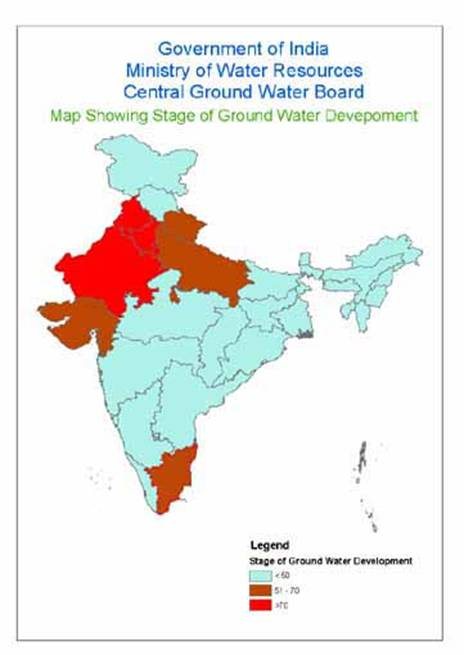 Government of India
Ministry of Water Resources
Central Ground Water Board
Map Showing Stage of Ground Water Devepoment
Legend
Stage of Ground Water Development
<50
51 - 70
>70